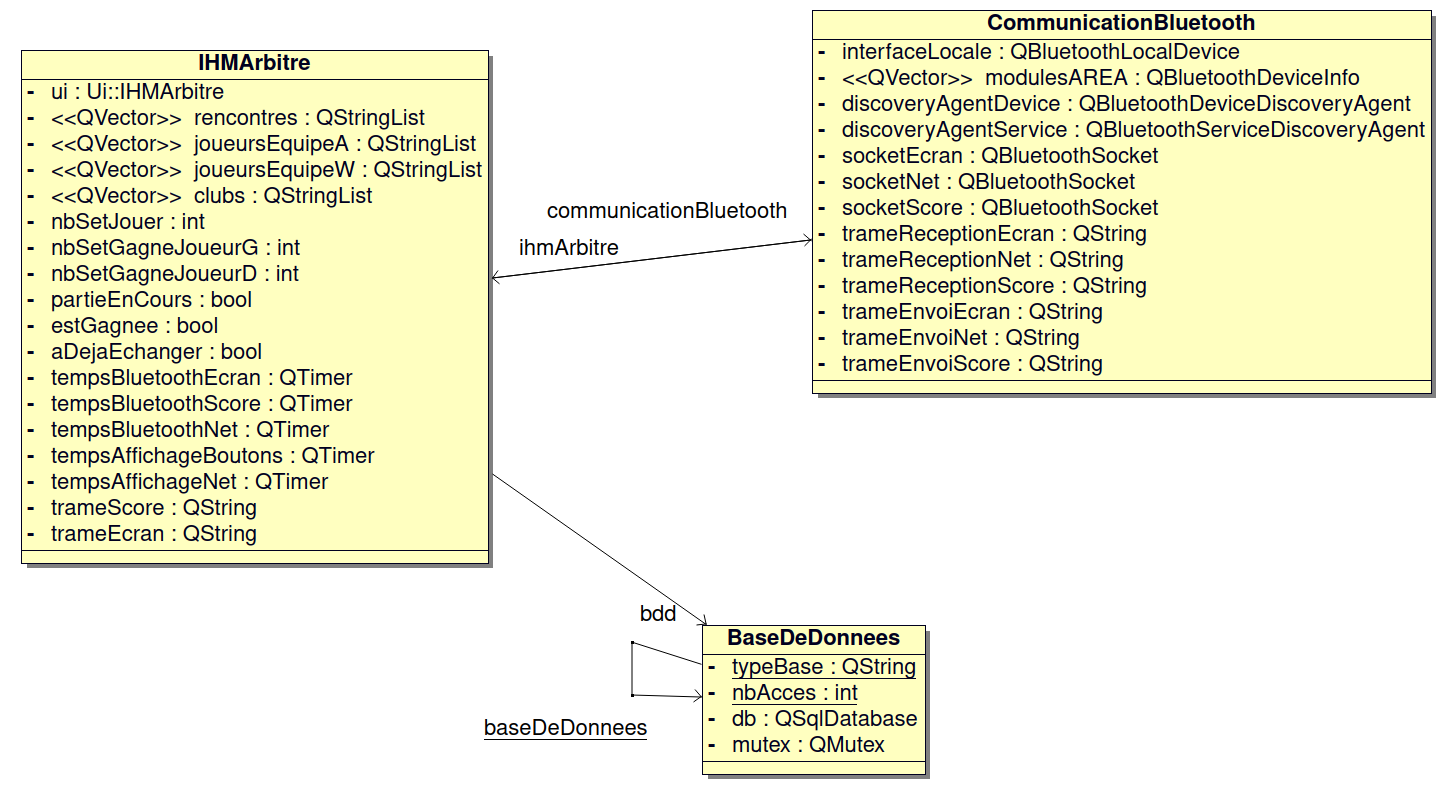 IHMArbitre
- ui : Ui::IHMArbitre
- <<QVector>> rencontres : QStringList
- <<QVector>> joueursEquipeA : QStringList
- <<QVector>> joueursEquipeW : QStringList
- <<QVector>> clubs : QStringList
- nbSetJouer : int
- nbSetGagneJoueurG : int
- nbSetGagneJoueurD : int
- partieEnCours : bool
- estGagnee : bool
- aDejaEchanger : bool
- tempsBluetoothEcran : QTimer
- tempsBluetoothScore : QTimer
- tempsBluetoothNet : QTimer
- tempsAffichageBoutons : QTimer
- tempsAffichageNet : QTimer
- trameScore : QString
- trameEcran : QString
communicationBluetooth
ihmArbitre
CommunicationBluetooth
- interfaceLocale : QBluetoothLocalDevice
- <<QVector>> modulesAREA : QBluetoothDeviceInfo
- discoveryAgentDevice : QBluetoothDeviceDiscoveryAgent
- discoveryAgentService : QBluetoothServiceDiscoveryAgent
- socketEcran : QBluetoothSocket
- socketNet : QBluetoothSocket
- socketScore : QBluetoothSocket
- trameReceptionEcran : QString
- trameReceptionNet : QString
- trameReceptionScore : QString
- trameEnvoiEcran : QString
- trameEnvoiNet : QString
- trameEnvoiScore : QString
bdd
baseDeDonnees
BaseDeDonnees
- typeBase : QString
- nbAcces : int
- db : QSqlDatabase
- mutex : QMutex